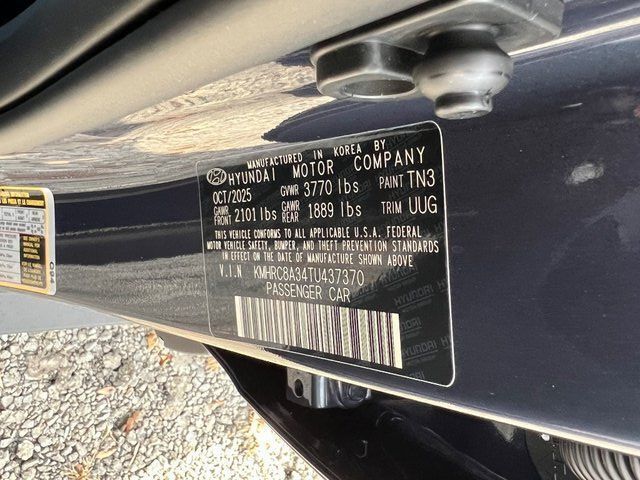 MANUFACTURED IN KOREA BY
HYUNDAI MOTOR COMPANY
OCT/2025 GVWR 3770 lbs PAINT TN3
GAWR FRONT 2101 lbs GAWR REAR 1889 lbs TRIM UUG
THIS VEHICLE CONFORMS TO ALL APPLICABLE U.S.A. FEDERAL
MOTOR VEHICLE SAFETY, BUMPER, AND THEFT PREVENTION STANDARDS
IN EFFECT ON THE DATE OF MANUFACTURE SHOWN ABOVE
V.I.N KMHRC8A34TU437370
PASSENGER CAR
HYUNDAI
084